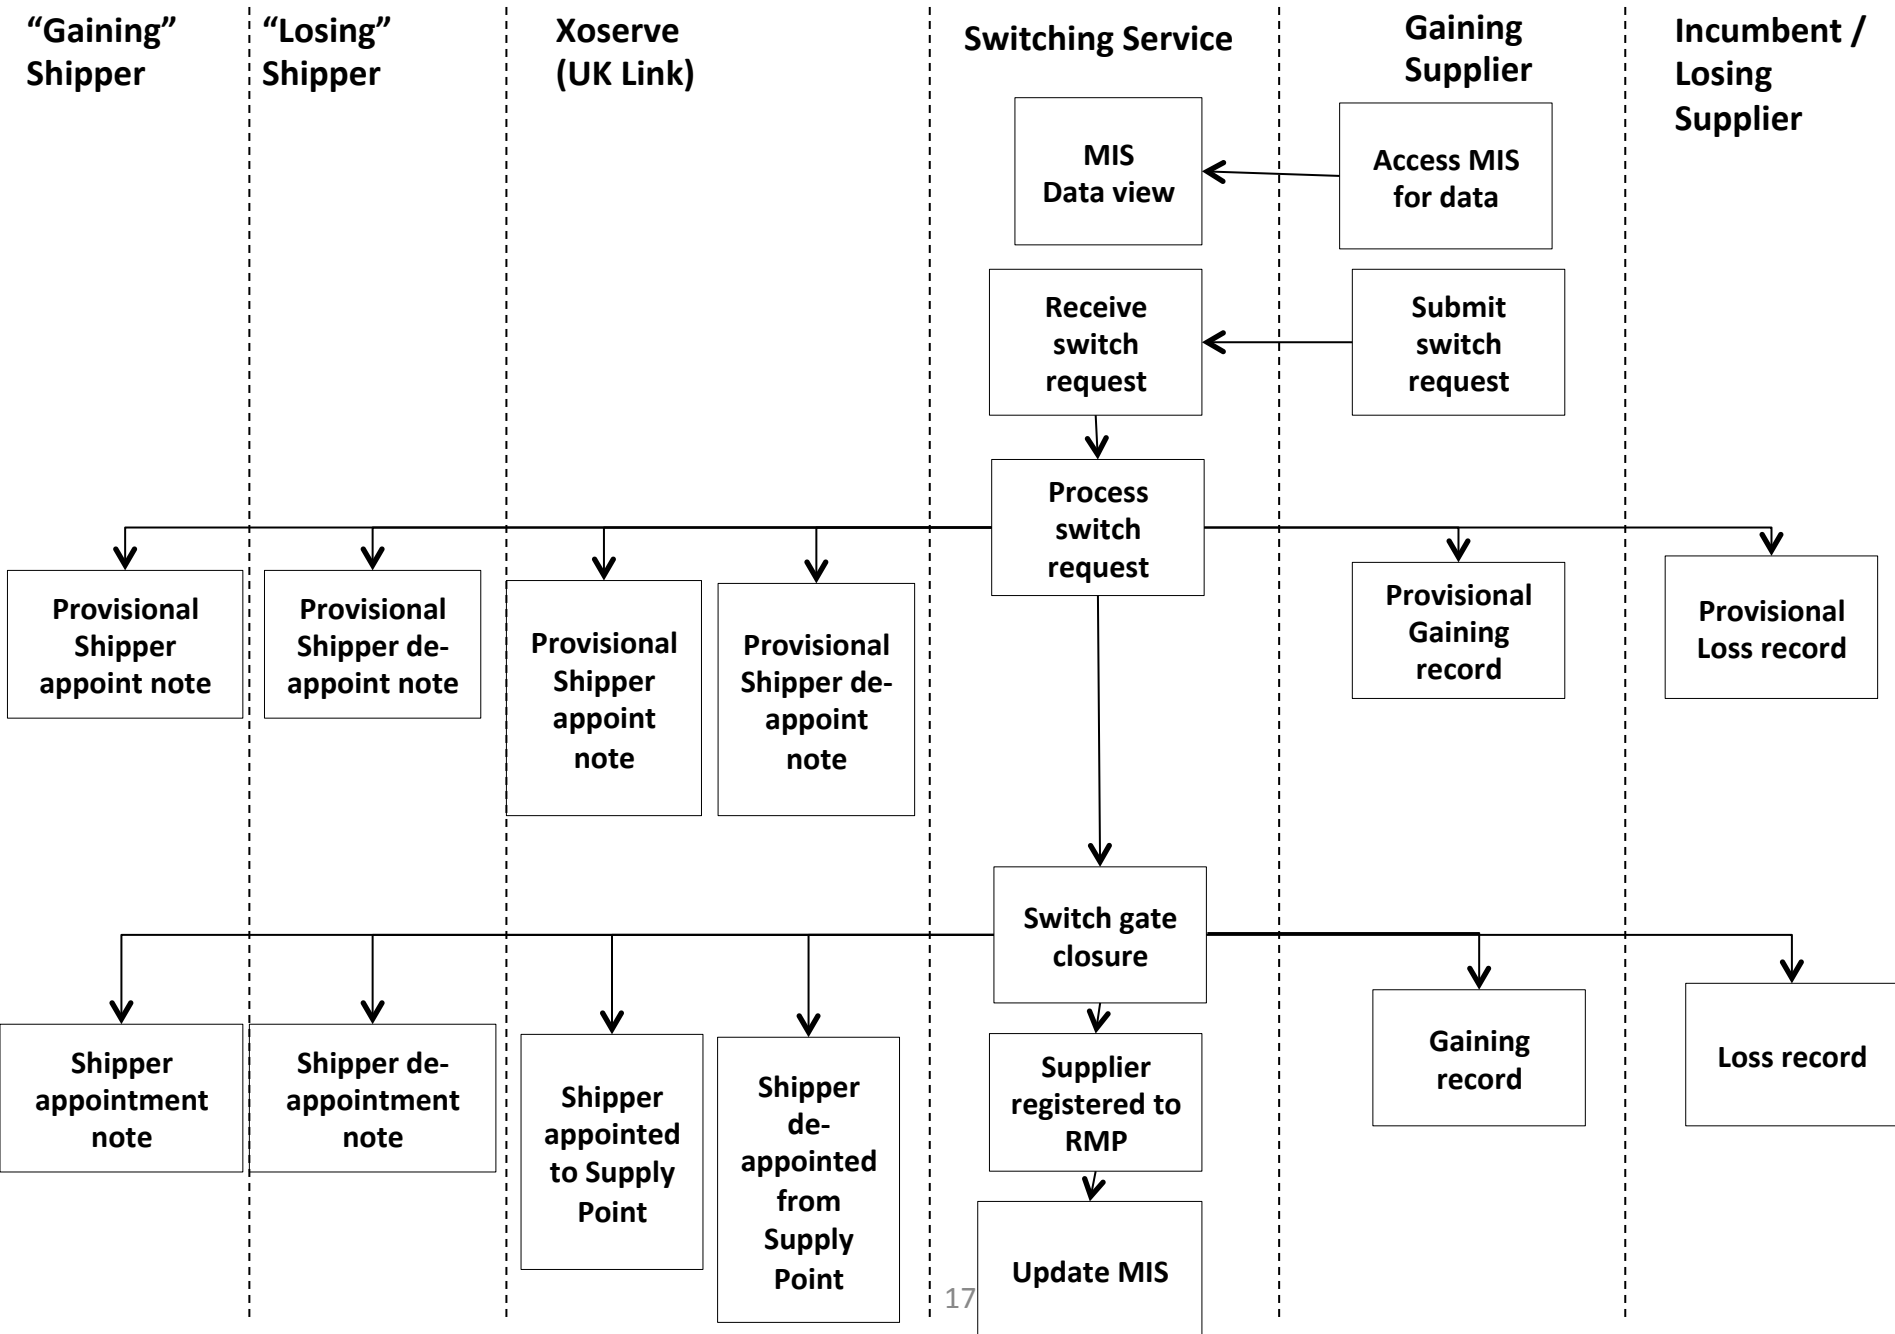 “Gaining”
Shipper
“Losing”
Shipper
Xoserve
(UK Link)
Switching Service
Gaining
Supplier
Incumbent /
Losing
Supplier
MIS
Data view
Access MIS
for data
Receive
switch
request
Submit
switch
request
Process
switch
request
Provisional
Shipper
appoint note
Provisional
Shipper de-
appoint note
Provisional
Shipper
appoint
note
Provisional
Shipper de-
appoint
note
Provisional
Gaining
record
Provisional
Loss record
Switch gate
closure
Shipper
appointment
note
Shipper de-
appointment
note
Shipper
appointed
to Supply
Point
Shipper
de-
appointed
from
Supply
Point
Supplier
registered to
RMP
Gaining
record
Loss record
Update MIS
17